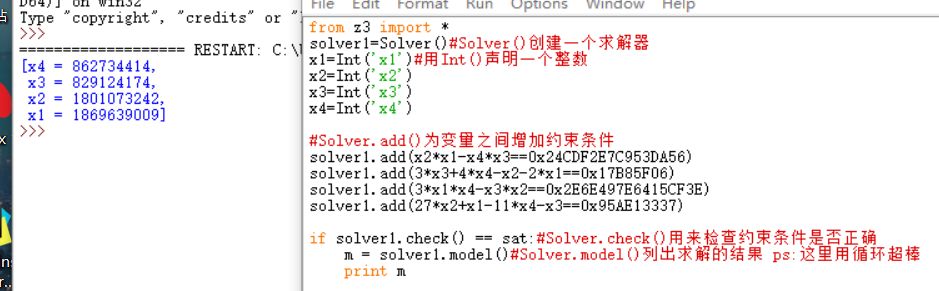 D64)] on win32
Type "copyright", "credits" or "
>>>
=================== RESTART: C:\
[x4 = 862734414,
x3 = 829124174,
x2 = 1801073242,
x1 = 1869639009]
>>>
File Edit Format Run Options Window Help
from z3 import *
solver1=Solver()#Solver()创建一个求解器
x1=Int('x1')#用Int()声明一个整数
x2=Int('x2')
x3=Int('x3')
x4=Int('x4')
#Solver.add()为变量之间增加约束条件
solver1.add(x2*x1-x4*x3==0x24CDF2E7C953DA56)
solver1.add(3*x3+4*x4-x2-2*x1==0x17B85F06)
solver1.add(3*x1*x4-x3*x2==0x2E6E497E6415CF3E)
solver1.add(27*x2+x1-11*x4-x3==0x95AE13337)
if solver1.check() == sat:#Solver.check()用来检查约束条件是否正确
m = solver1.model()#Solver.model()列出求解的结果 ps:这里用循环超棒
print m